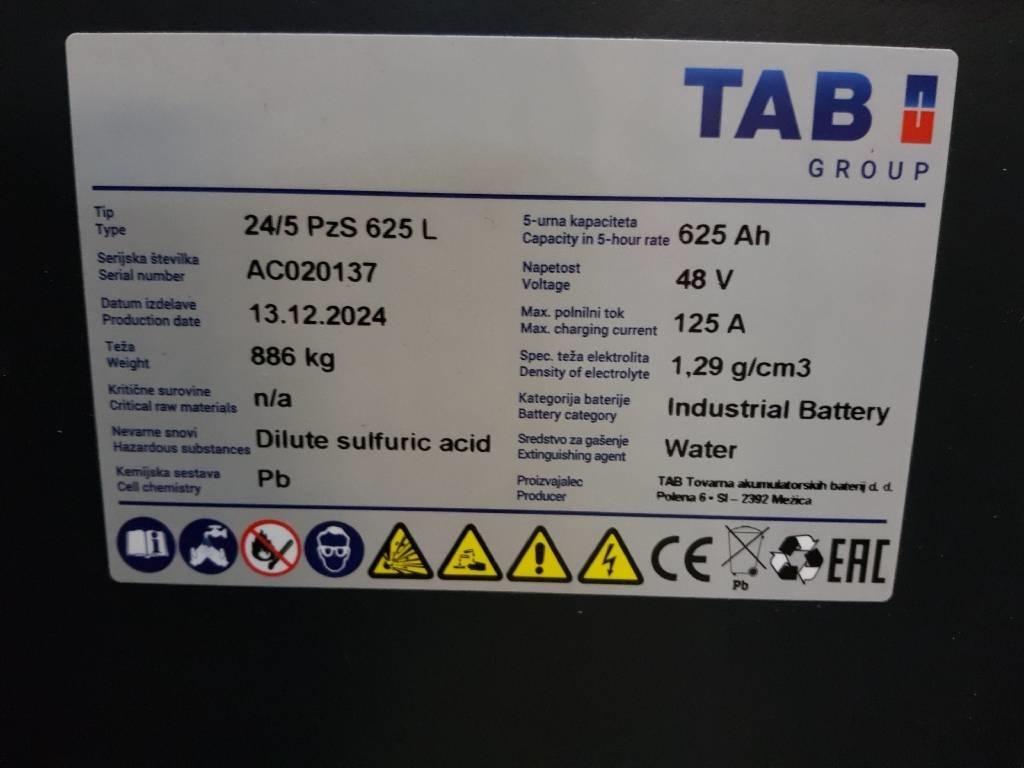 TAB
GROUP
Tip
Type
24/5 PzS 625 L
Serijska številka
Serial number
AC020137
Datum izdelave
Production date
13.12.2024
Teža
Weight
886 kg
Kritične surovine
Critical raw materials
n/a
Nevarne snovi
Hazardous substances
Dilute sulfuric acid
Kemijska sestava
Cell chemistry
Pb
5-urna kapaciteta
Capacity in 5-hour rate
625 Ah
Napetost
Voltage
48 V
Max. polnilni tok
Max. charging current
125 A
Spec. teža elektrolita
Density of electrolyte
1,29 g/cm3
Kategorija baterije
Battery category
Industrial Battery
Sredstvo za gašenje
Extinguishing agent
Water
Proizvajalec
Producer
TAB Tovarna akumulatorskih baterij d. d.
Polena 6 • SI – 2392 Mežica
CE
Pb
EAC